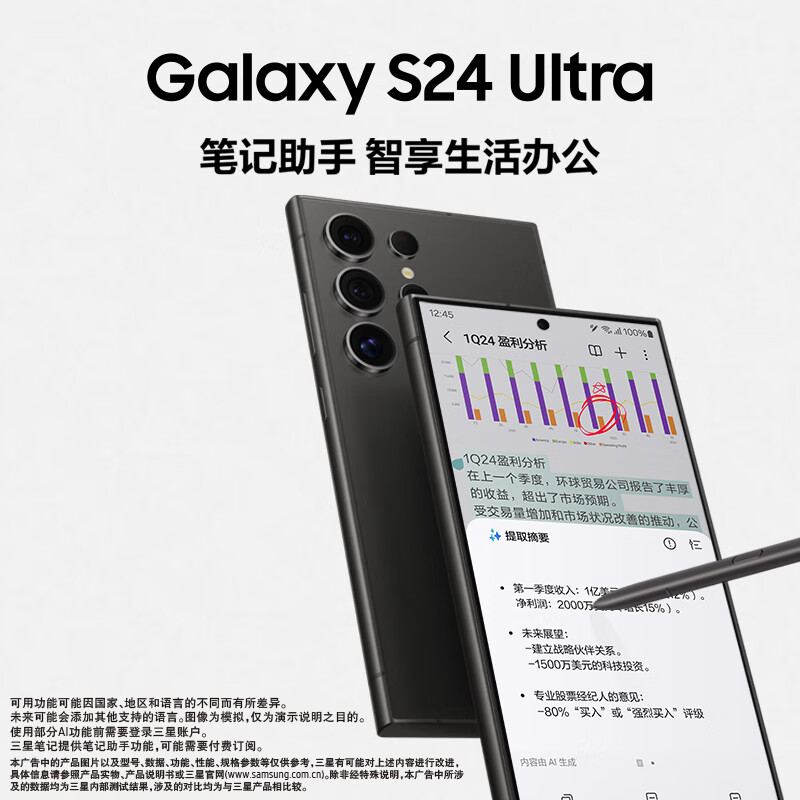 Galaxy S24 Ultra
笔记助手 智享生活办公
12:45
100%
1Q24 盈利分析
1Q24盈利分析
在上一个季度，环球贸易公司报告了丰厚
的收益，超出了市场预期。
受交易量增加和市场状况改善的推动，公
提取摘要
• 第一季度收入：1亿美 2%）。
净利润：2000万 增长15%）。
• 未来展望：
–建立战略伙伴关系。
–1500万美元的科技投资。
• 专业股票经纪人的意见：
–80% “买入”或“强烈买入”评级
内容由 AI 生成
可用功能可能因国家、地区和语言的不同而有所差异。
未来可能会添加其他支持的语言。图像为模拟，仅为演示说明之目的。
使用部分AI功能前需要登录三星账户。
三星笔记提供笔记助手功能，可能需要付费订阅。
本广告中的产品图片以及型号、数据、功能、性能、规格参数等仅供参考，三星有可能对上述内容进行改进，
具体信息请参照产品实物、产品说明书或三星官网(www.samsung.com.cn)。除非经特殊说明，本广告中所涉
及的数据均为三星内部测试结果，涉及的对比均为与三星产品相比较。